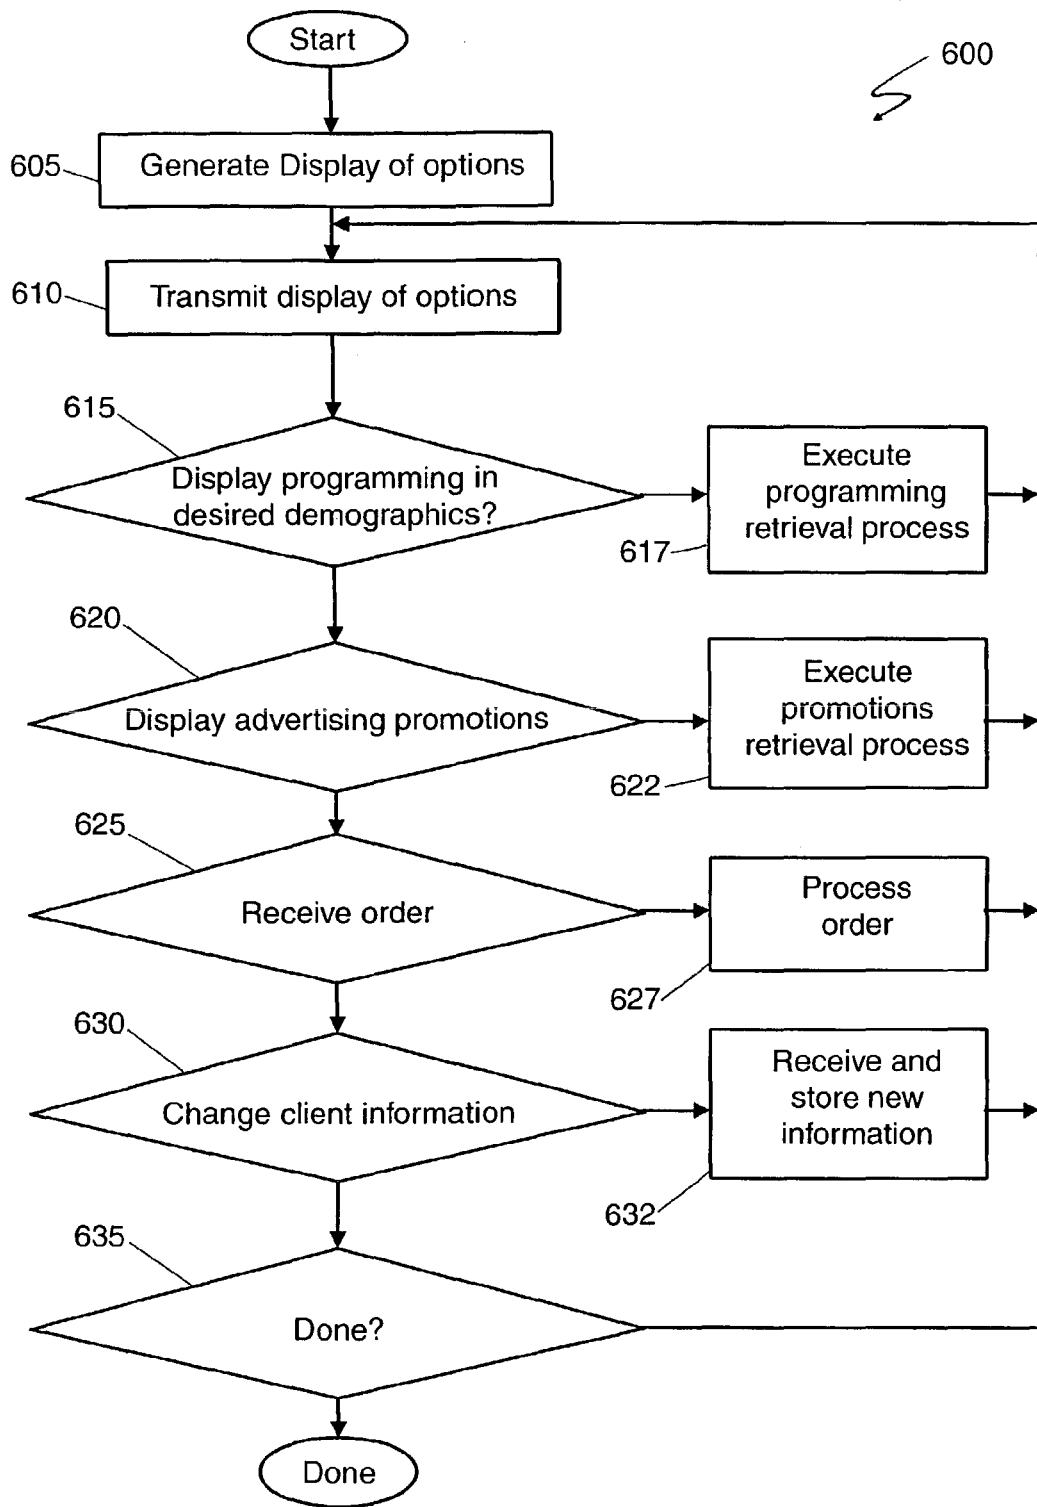 Start
600
605
Generate Display of options
610
Transmit display of options
615
Display programming in
desired demographics?
Execute
programming
retrieval process
617
620
Display advertising promotions
Execute
promotions
retrieval process
622
625
Receive order
Process
order
627
630
Change client information
Receive and
store new
information
632
635
Done?
Done